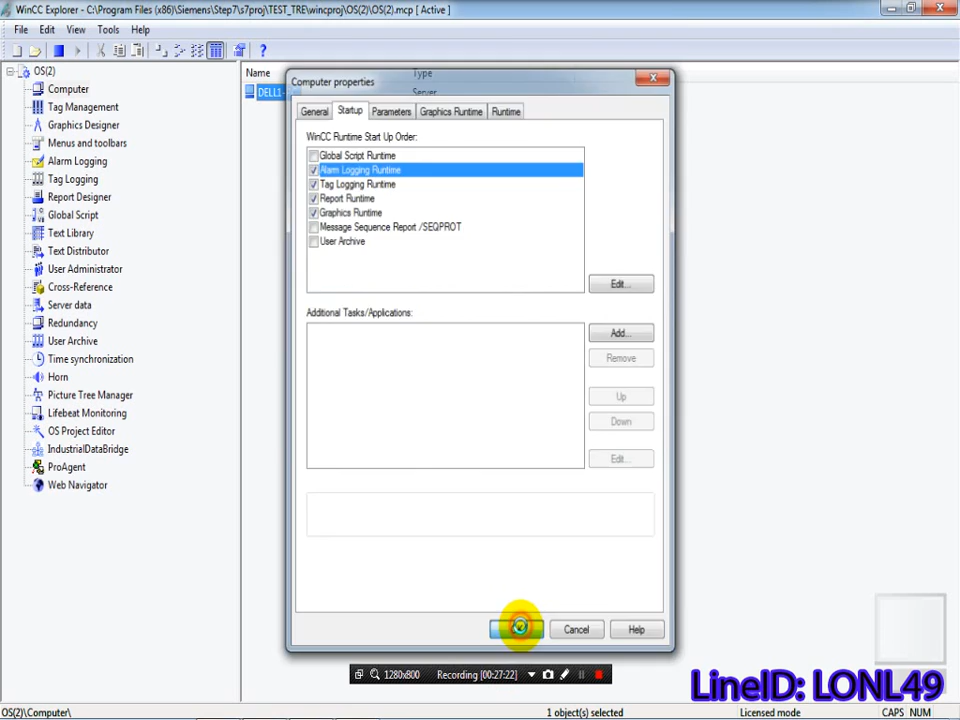 WinCC Explorer - C:\Program Files (x86)\Siemens\Step7\s7proj\TEST_TRE\wincproj\OS(2)\OS(2).mcp [ Active ]
File Edit View Tools Help
OS(2)
Computer
Tag Management
Graphics Designer
Menus and toolbars
Alarm Logging
Tag Logging
Report Designer
Global Script
Text Library
Text Distributor
User Administrator
Cross-Reference
Server data
Redundancy
User Archive
Time synchronization
Horn
Picture Tree Manager
Lifebeat Monitoring
OS Project Editor
IndustrialDataBridge
ProAgent
Web Navigator
Name Type
DELL1- Server
Computer properties
General Startup Parameters Graphics Runtime Runtime
WinCC Runtime Start Up Order:
Global Script Runtime
Alarm Logging Runtime
Tag Logging Runtime
Report Runtime
Graphics Runtime
Message Sequence Report /SEQPROT
User Archive
Edit...
Additional Tasks/Applications:
Add...
Remove
Up
Down
Edit...
Cancel Help
1280x800 Recording [00:27:22]
LineID: LONL49
OS(2)\Computer\ 1 object(s) selected Licensed mode CAPS NUM